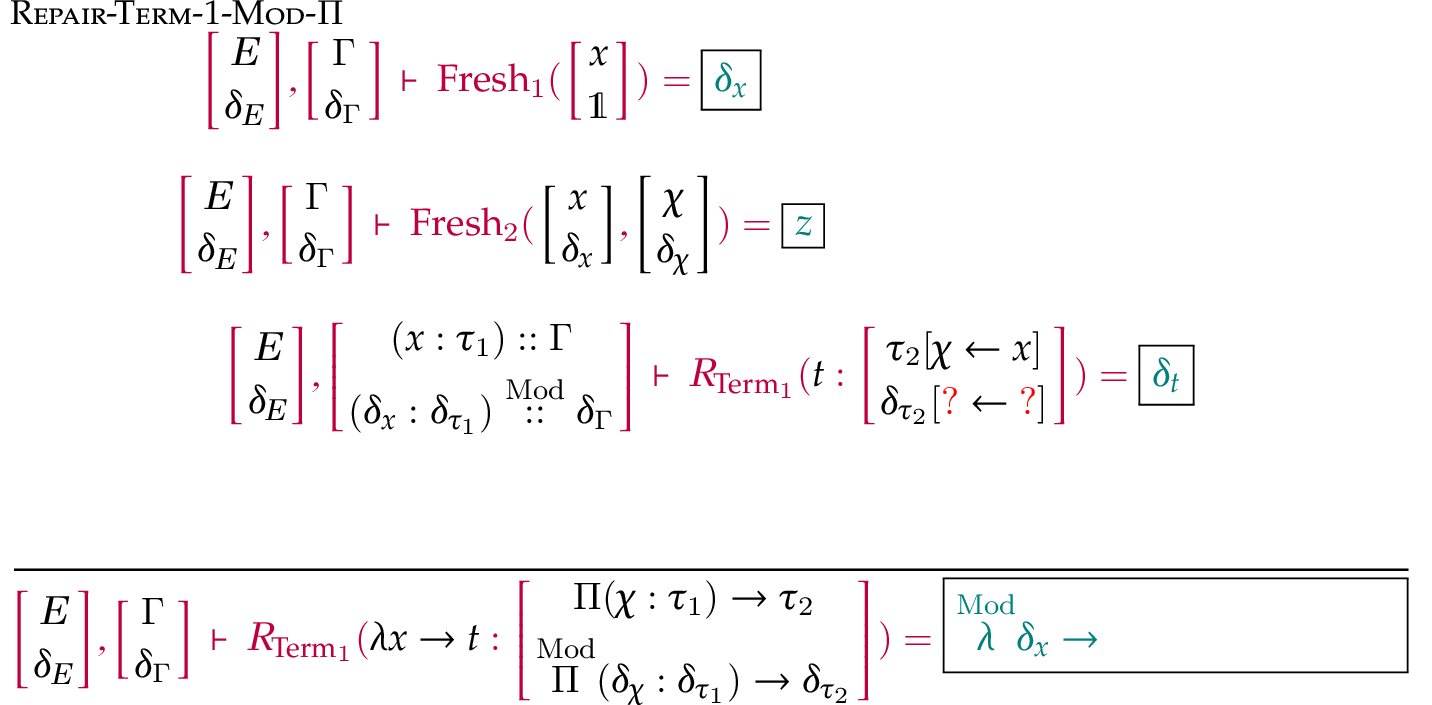 Repair-Term-1-Mod-Π
[E δ_E], [Γ δ_Γ] ⊢ Fresh₁([x 𝟙]) = δ_x
[E δ_E], [Γ δ_Γ] ⊢ Fresh₂([x δ_x], [χ δ_χ]) = z
[E δ_E], [(x : τ₁) :: Γ (δ_x : δ_τ₁) Mod :: δ_Γ] ⊢ R_Term₁(t : [τ₂[χ ← x] δ_τ₂[? ← ?]]) = δ_t
[E δ_E], [Γ δ_Γ] ⊢ R_Term₁(λx → t : [Π(χ : τ₁) → τ₂ Mod Π (δ_χ : δ_τ₁) → δ_τ₂]) = Mod λ δ_x →